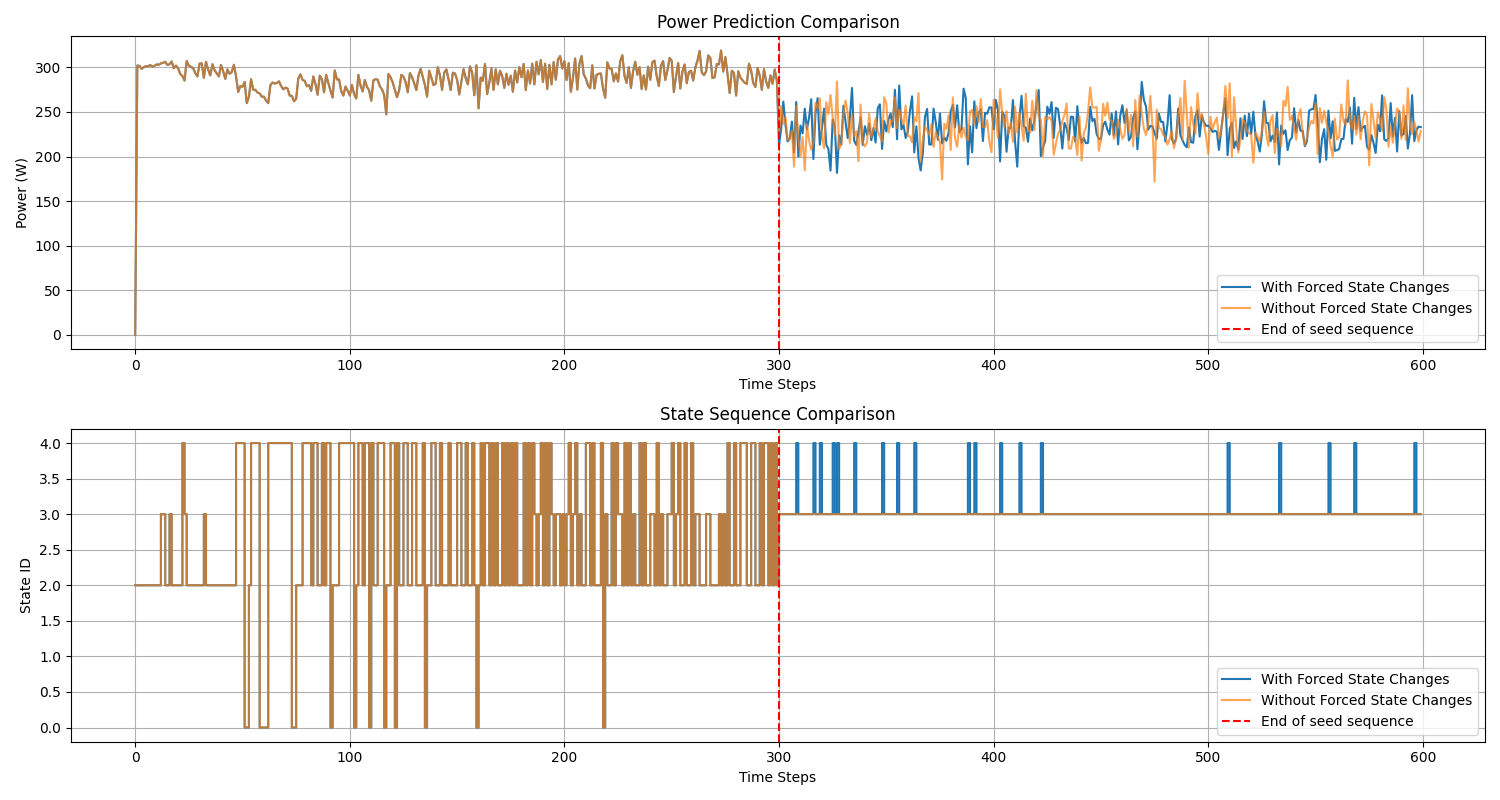 Power Prediction Comparison
300
250
200
150
100
50
0
Power (W)
With Forced State Changes
Without Forced State Changes
End of seed sequence
0 100 200 300 400 500 600
Time Steps
State Sequence Comparison
4.0
3.5
3.0
2.5
2.0
1.5
1.0
0.5
0.0
State ID
With Forced State Changes
Without Forced State Changes
End of seed sequence
0 100 200 300 400 500 600
Time Steps